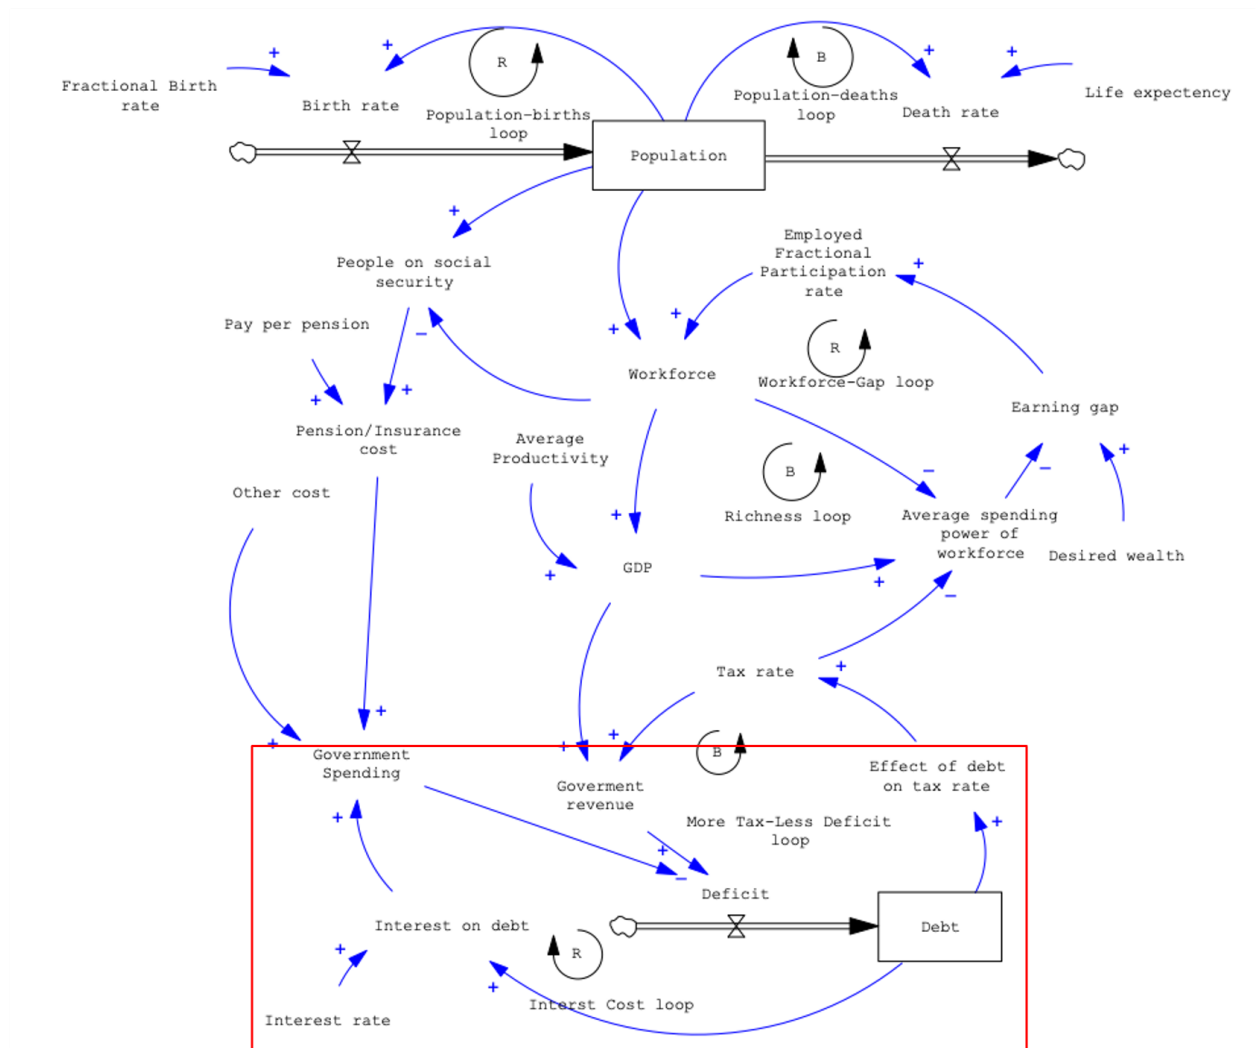 +
+
+
+
R
B
Fractional Birth
rate
Birth rate
Population-births
loop
Population-deaths
loop
Death rate
Life expectency
Population
+
People on social
security
Employed
Fractional
Participation
rate
+
+
+
Pay per pension
–
R
Workforce
Workforce-Gap loop
+
+
Earning gap
Pension/Insurance
cost
Average
Productivity
+
–
–
B
Other cost
Richness loop
+
Average spending
power of
workforce
Desired wealth
GDP
+
+
–
Tax rate
+
+
+
+
+
B
Government
Spending
Goverment
revenue
Effect of debt
on tax rate
+
More Tax-Less Deficit
loop
+
+
–
Deficit
Interest on debt
Debt
+
R
+
Interst Cost loop
Interest rate